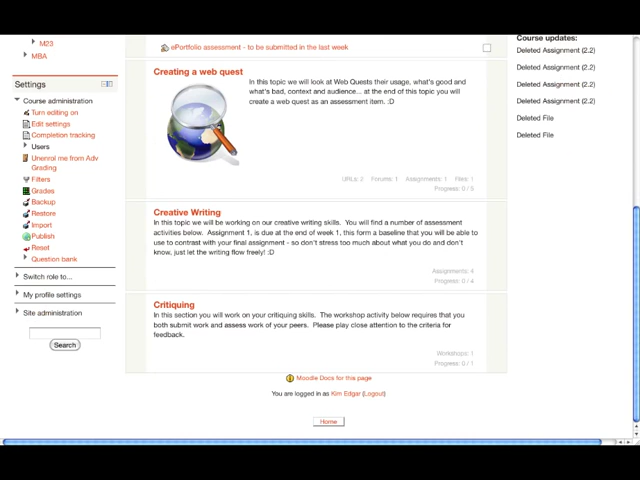 M23
MBA
Settings
Course administration
Turn editing on
Edit settings
Completion tracking
Users
Unenrol me from Adv
Grading
Filters
Grades
Backup
Restore
Import
Publish
Reset
Question bank
Switch role to...
My profile settings
Site administration
Search
ePortfolio assessment - to be submitted in the last week
Creating a web quest
In this topic we will look at Web Quests their usage, what's good and
what's bad, context and audience... at the end of this topic you will
create a web quest as an assessment item. :D
URLs: 2 Forums: 1 Assignments: 1 Files: 1
Progress: 0 / 5
Creative Writing
In this topic we will be working on our creative writing skills. You will find a number of assessment
activities below. Assignment 1, is due at the end of week 1, this form a baseline that you will be able to
use to contrast with your final assignment - so don't stress too much about what you do and don't
know, just let the writing flow freely! :D
Assignments: 4
Progress: 0 / 4
Critiquing
In this section you will work on your critiquing skills. The workshop activity below requires that you
both submit work and assess work of your peers. Please play close attention to the criteria for
feedback.
Workshops: 1
Progress: 0 / 1
Moodle Docs for this page
You are logged in as Kim Edgar (Logout)
Home
Course updates:
Deleted Assignment (2.2)
Deleted Assignment (2.2)
Deleted Assignment (2.2)
Deleted Assignment (2.2)
Deleted File
Deleted File